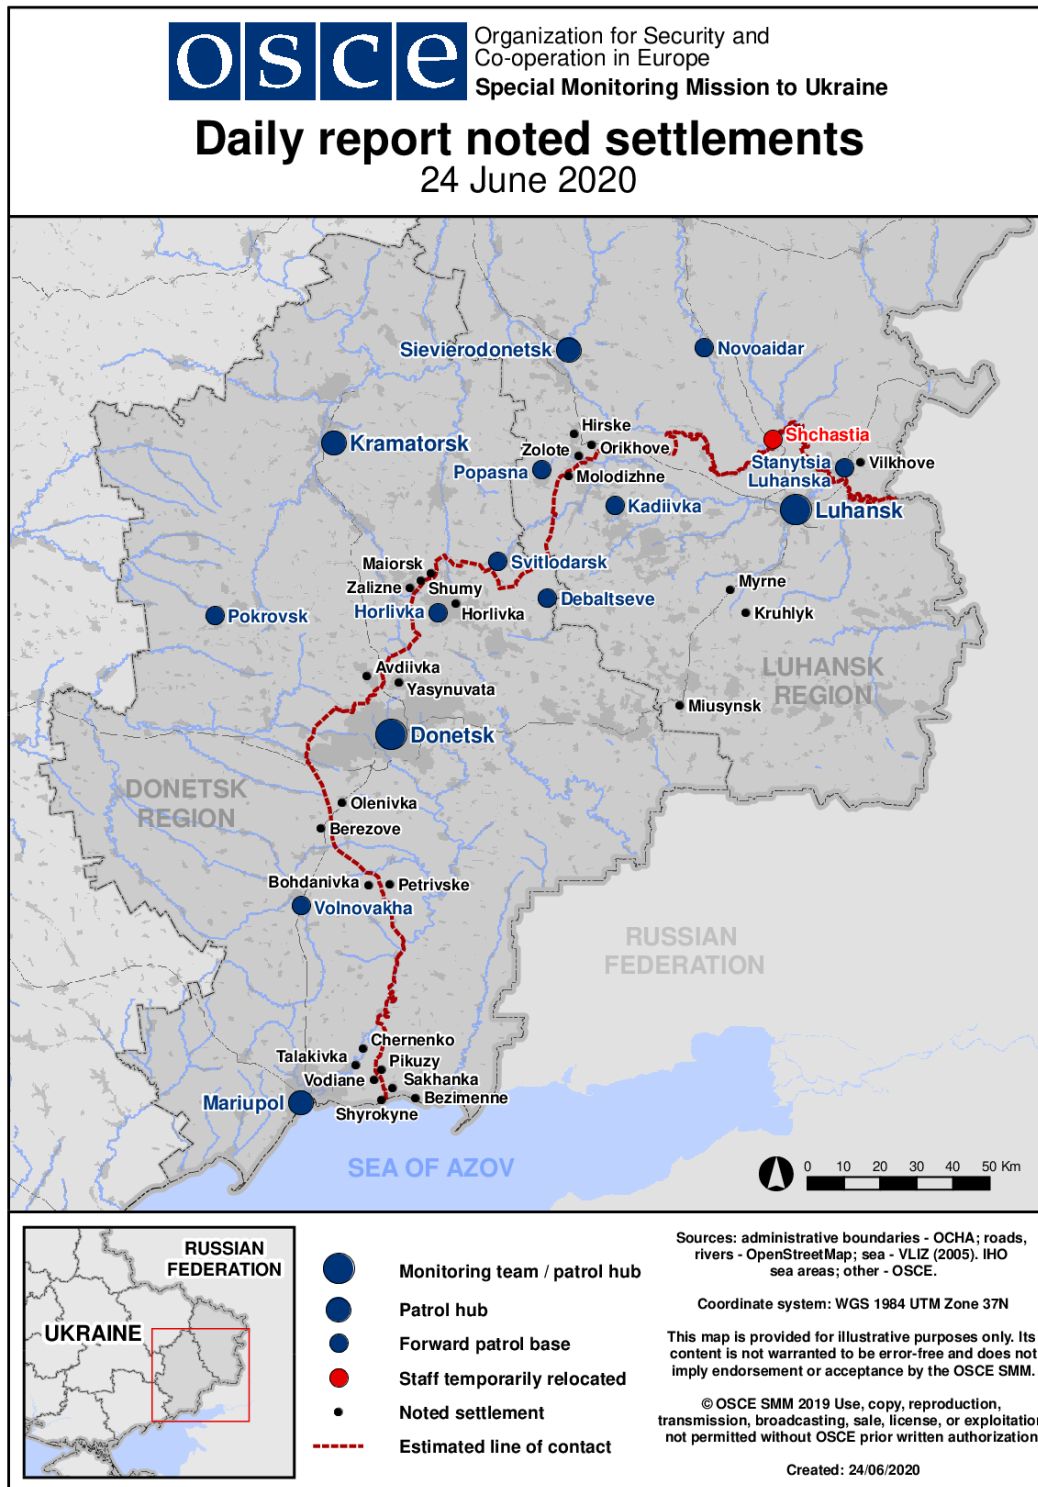 osce
Organization for Security and
Co-operation in Europe
Special Monitoring Mission to Ukraine
Daily report noted settlements
24 June 2020
Sievierodonetsk
Novoaidar
Hirske
Shchastia
Kramatorsk
Zolote
Orikhove
Stanytsia
Luhanska
Vilkhove
Popasna
Molodizhne
Kadiivka
Luhansk
Maiorsk
Svitlodarsk
Zalizne
Shumy
Myrne
Debaltseve
Pokrovsk
Horlivka
Horlivka
Kruhlyk
Avdiivka
LUHANSK
REGION
Yasynuvata
Miusynsk
Donetsk
DONETSK
REGION
Olenivka
Berezove
Bohdanivka
Petrivske
Volnovakha
RUSSIAN
FEDERATION
Chernenko
Talakivka
Pikuzy
Vodiane
Sakhanka
Mariupol
Bezimenne
Shyrokyne
SEA OF AZOV
0 10 20 30 40 50 Km
RUSSIAN
FEDERATION
UKRAINE
Monitoring team / patrol hub
Patrol hub
Forward patrol base
Staff temporarily relocated
Noted settlement
Estimated line of contact
Sources: administrative boundaries - OCHA; roads,
rivers - OpenStreetMap; sea - VLIZ (2005). IHO
sea areas; other - OSCE.
Coordinate system: WGS 1984 UTM Zone 37N
This map is provided for illustrative purposes only. Its
content is not warranted to be error-free and does not
imply endorsement or acceptance by the OSCE SMM.
© OSCE SMM 2019 Use, copy, reproduction,
transmission, broadcasting, sale, license, or exploitation
not permitted without OSCE prior written authorization
Created: 24/06/2020